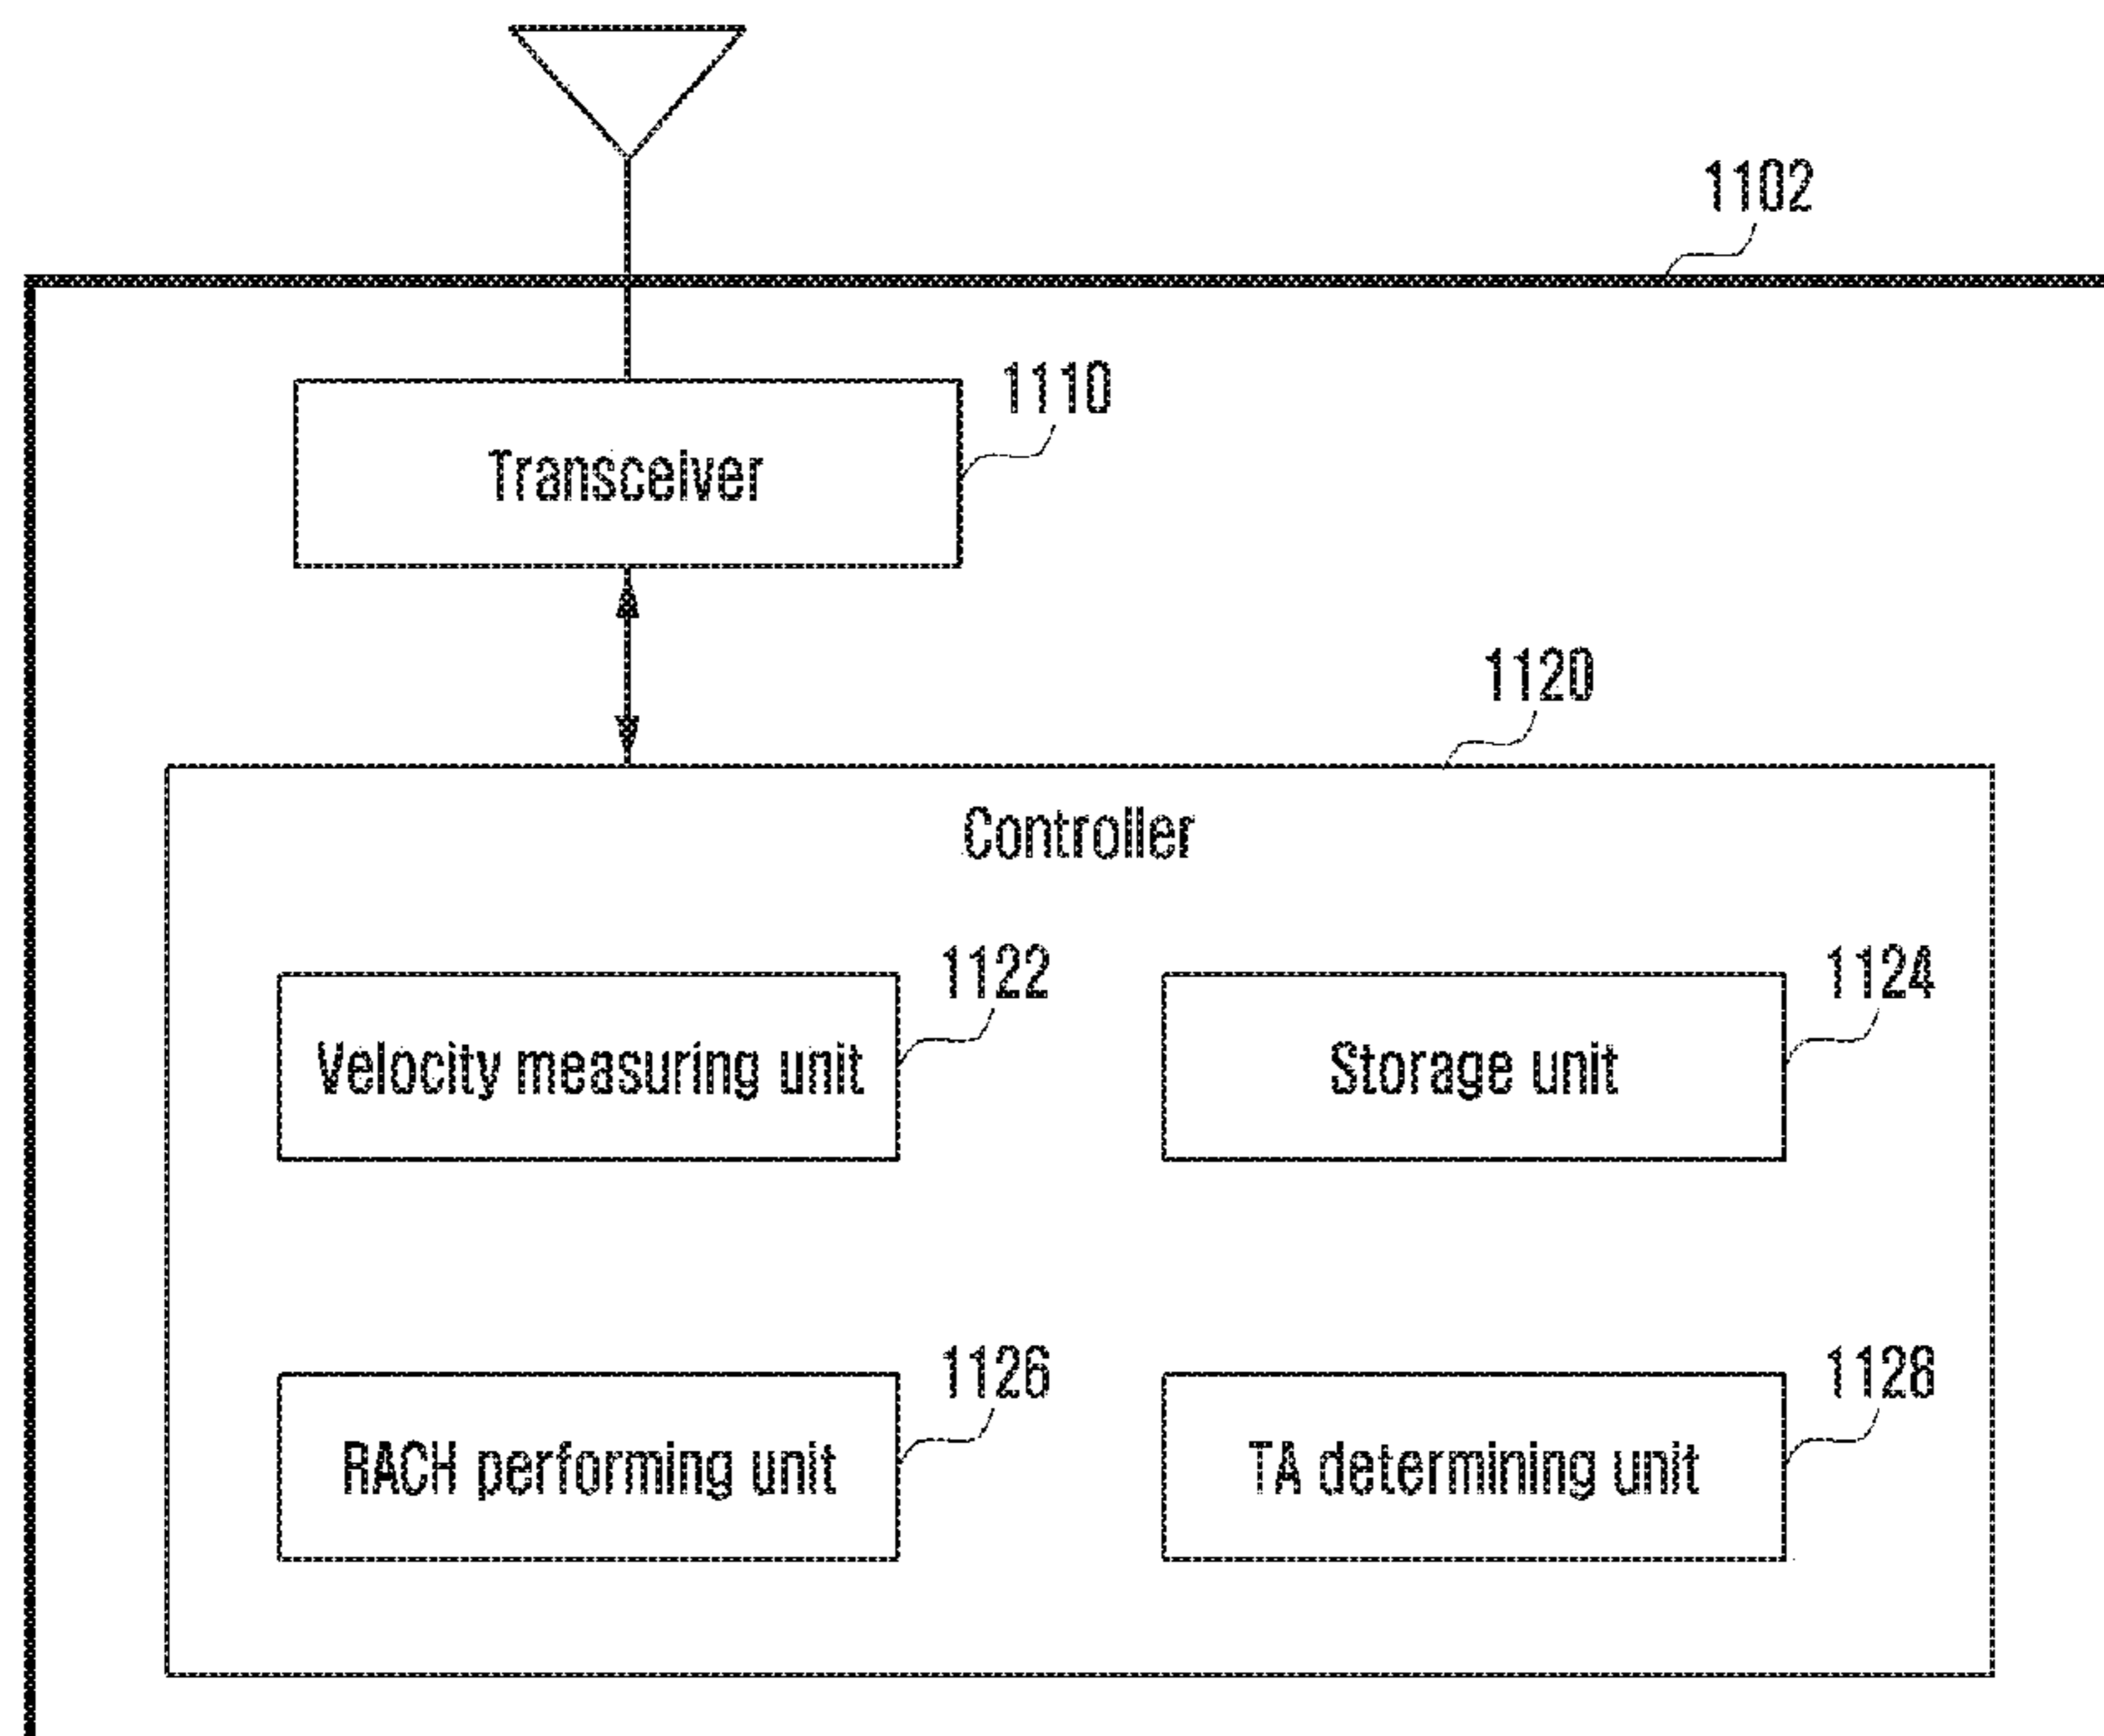 1102
1110
Transceiver
1120
Controller
1122
1124
Velocity measuring unit
Storage unit
1126
1128
RACH performing unit
TA determining unit